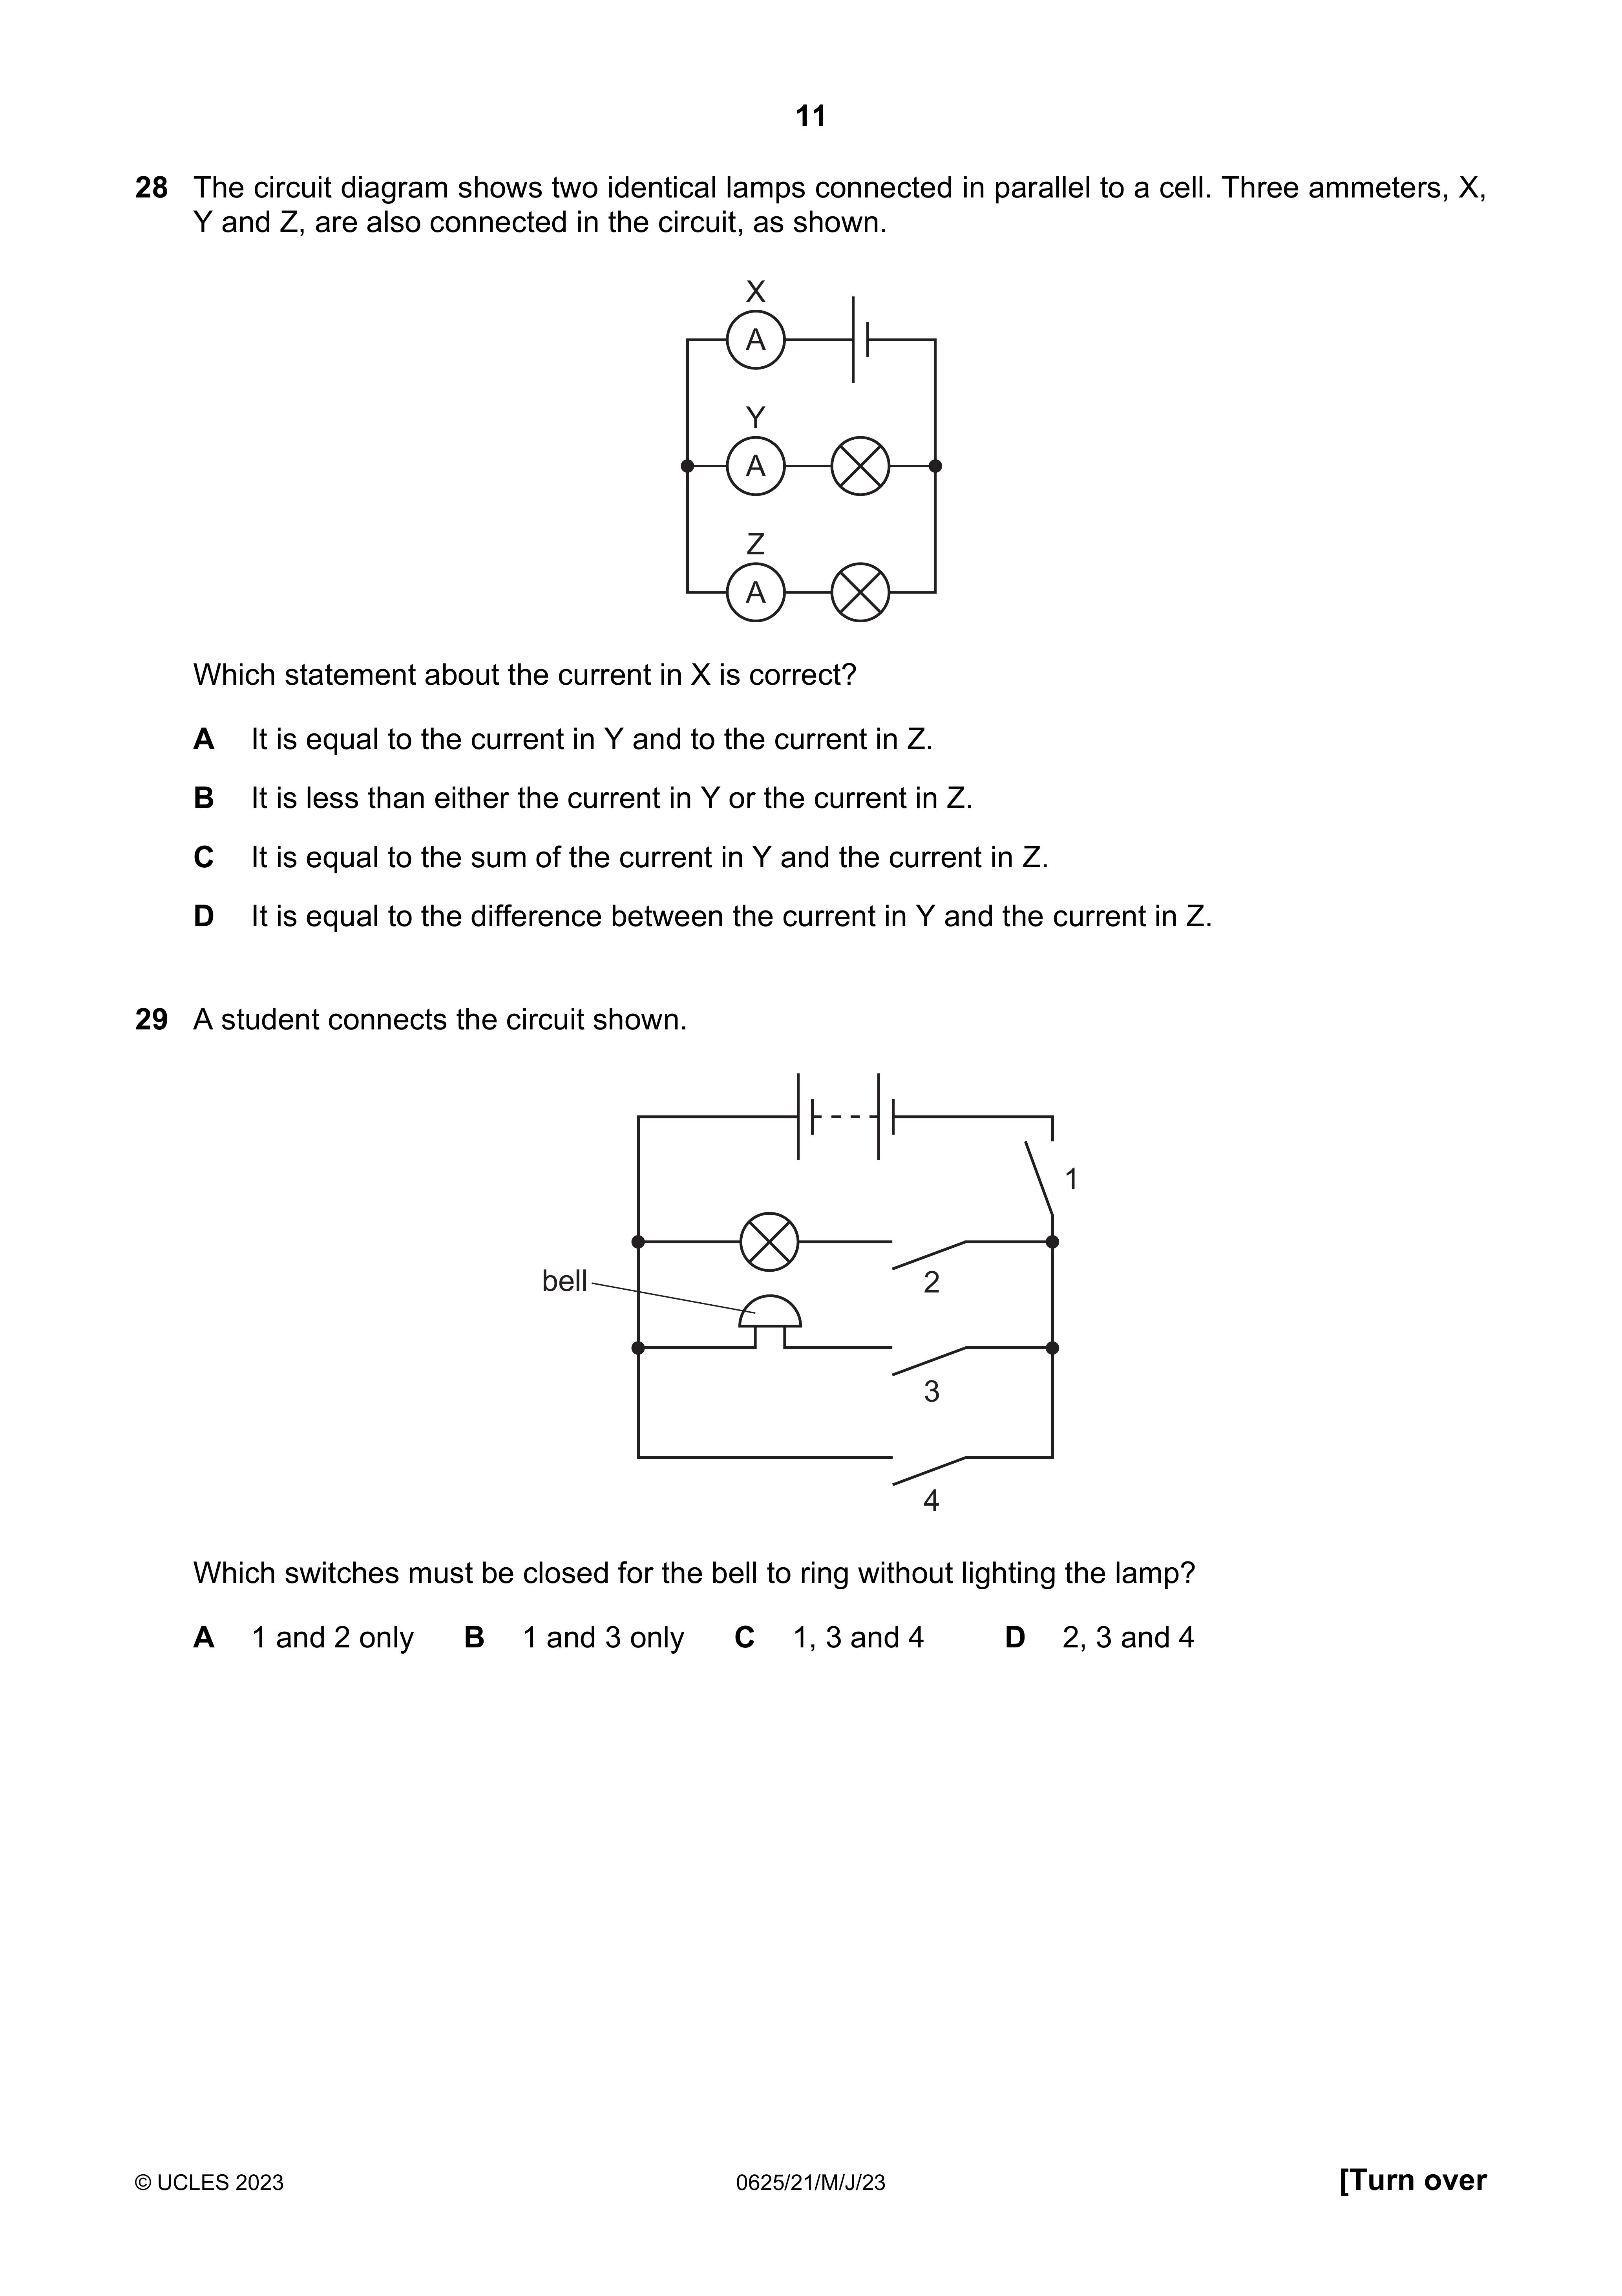 11
28 The circuit diagram shows two identical lamps connected in parallel to a cell. Three ammeters, X,
Y and Z, are also connected in the circuit, as shown.
X
A
Y
A
Z
A
Which statement about the current in X is correct?
A It is equal to the current in Y and to the current in Z.
B It is less than either the current in Y or the current in Z.
C It is equal to the sum of the current in Y and the current in Z.
D It is equal to the difference between the current in Y and the current in Z.
29 A student connects the circuit shown.
1
2
bell
3
4
Which switches must be closed for the bell to ring without lighting the lamp?
A 1 and 2 only B 1 and 3 only C 1, 3 and 4 D 2, 3 and 4
© UCLES 2023 0625/21/M/J/23 [Turn over